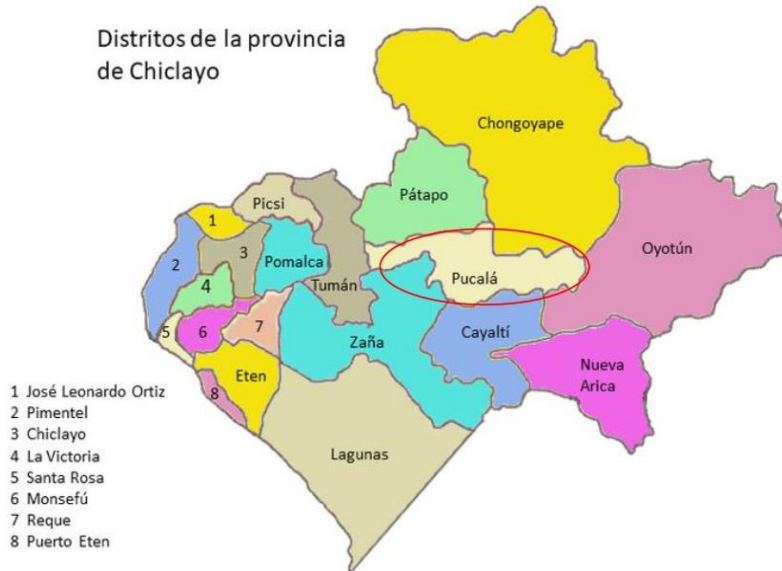 Distritos de la provincia
de Chiclayo
Chongoyape
Pátapo
Picsi
1
2
3
Pomalca
Oyotún
4
Tumán
Pucalá
5
6
7
Zaña
Cayaltí
Eten
Nueva
Arica
8
Lagunas
1 José Leonardo Ortiz
2 Pimentel
3 Chiclayo
4 La Victoria
5 Santa Rosa
6 Monsefú
7 Reque
8 Puerto Eten